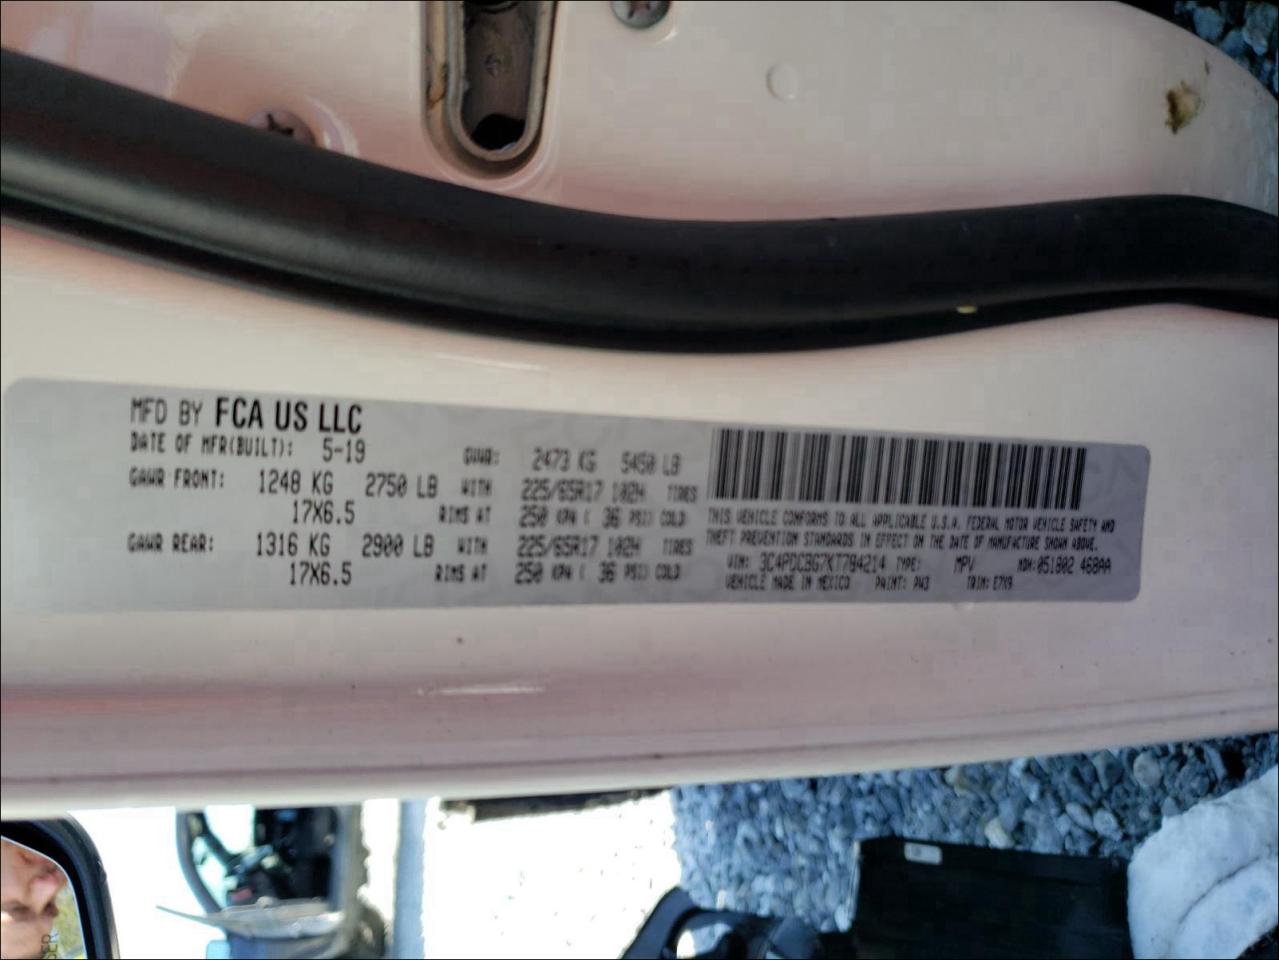 MFD BY FCA US LLC
DATE OF MFR(BUILT): 5-19 GVWR: 2473 KG 5450 LB
GAWR FRONT: 1248 KG 2750 LB WITH 225/65R17 102H TIRES
17X6.5 RIMS AT 250 KPA ( 36 PSI) COLD
GAWR REAR: 1316 KG 2900 LB WITH 225/65R17 102H TIRES
17X6.5 RIMS AT 250 KPA ( 36 PSI) COLD
THIS VEHICLE CONFORMS TO ALL APPLICABLE U.S.A. FEDERAL MOTOR VEHICLE SAFETY AND
THEFT PREVENTION STANDARDS IN EFFECT ON THE DATE OF MANUFACTURE SHOWN ABOVE.
VIN: 3C4PDCBG7KT794214 TYPE: MPV MDH: 051802 468AA
VEHICLE MADE IN MEXICO PAINT: PW3 TRIM: E7X9